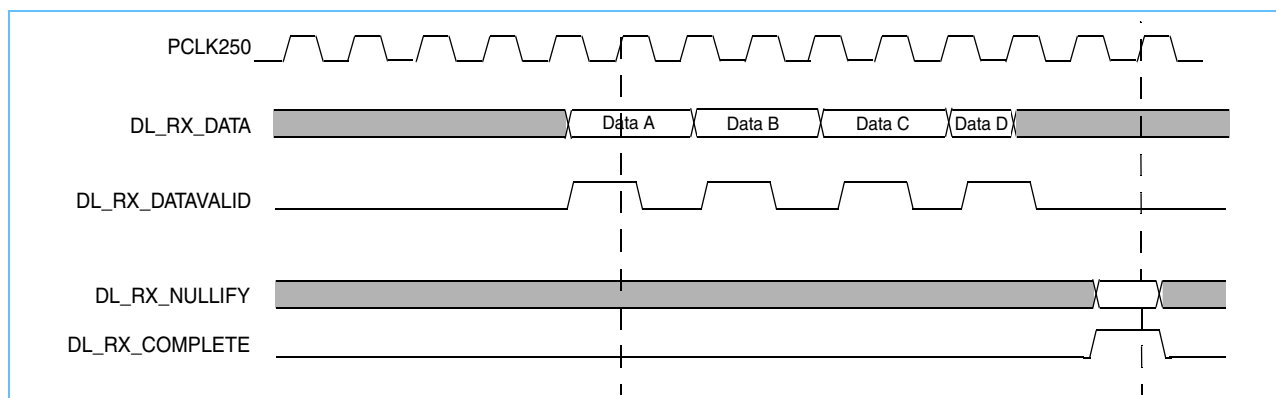 PCLK250
DL_RX_DATA
Data A
Data B
Data C
Data D
DL_RX_DATAVALID
DL_RX_NULLIFY
DL_RX_COMPLETE